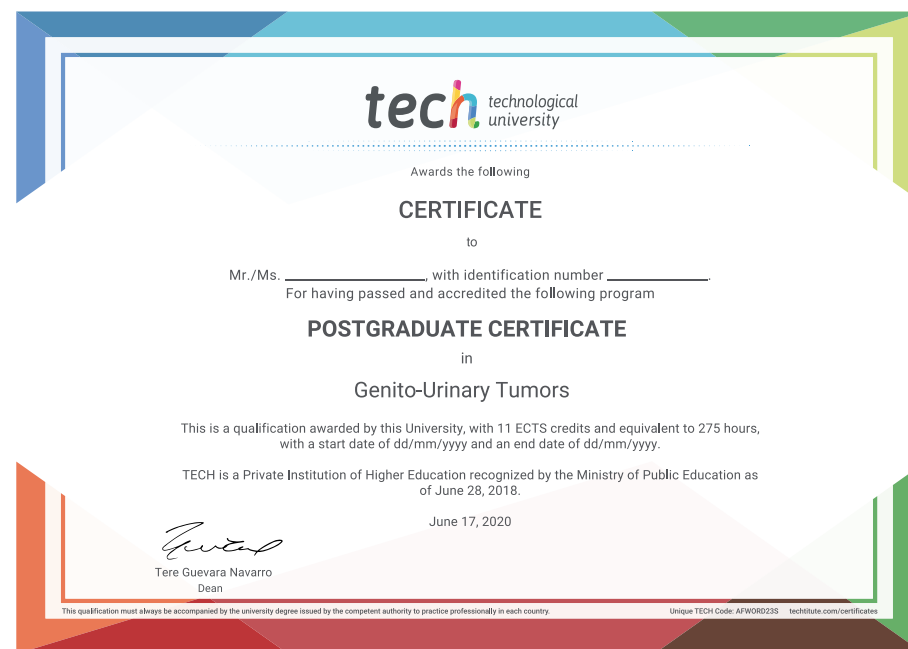 tech technological
university
Awards the following
CERTIFICATE
to
Mr./Ms. ____________________, with identification number ______________.
For having passed and accredited the following program
POSTGRADUATE CERTIFICATE
in
Genito-Urinary Tumors
This is a qualification awarded by this University, with 11 ECTS credits and equivalent to 275 hours,
with a start date of dd/mm/yyyy and an end date of dd/mm/yyyy.
TECH is a Private Institution of Higher Education recognized by the Ministry of Public Education as
of June 28, 2018.
June 17, 2020
Tere Guevara Navarro
Dean
This qualification must always be accompanied by the university degree issued by the competent authority to practice professionally in each country.
Unique TECH Code: AFWORD23S techtitute.com/certificates